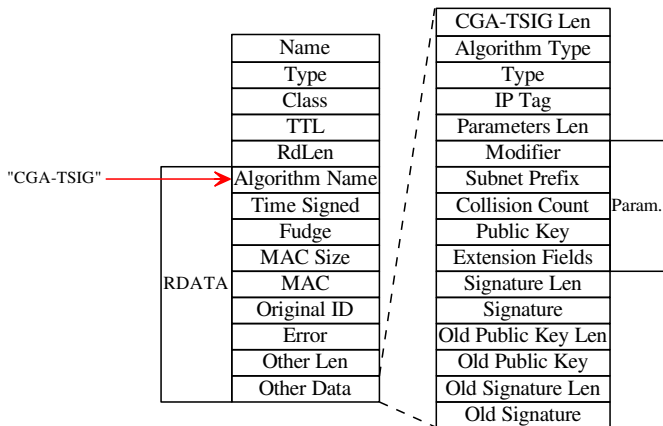 "CGA-TSIG"
RDATA
Name
Type
Class
TTL
RdLen
Algorithm Name
Time Signed
Fudge
MAC Size
MAC
Original ID
Error
Other Len
Other Data
CGA-TSIG Len
Algorithm Type
Type
IP Tag
Parameters Len
Modifier
Subnet Prefix
Collision Count
Public Key
Extension Fields
Signature Len
Signature
Old Public Key Len
Old Public Key
Old Signature Len
Old Signature
Param.